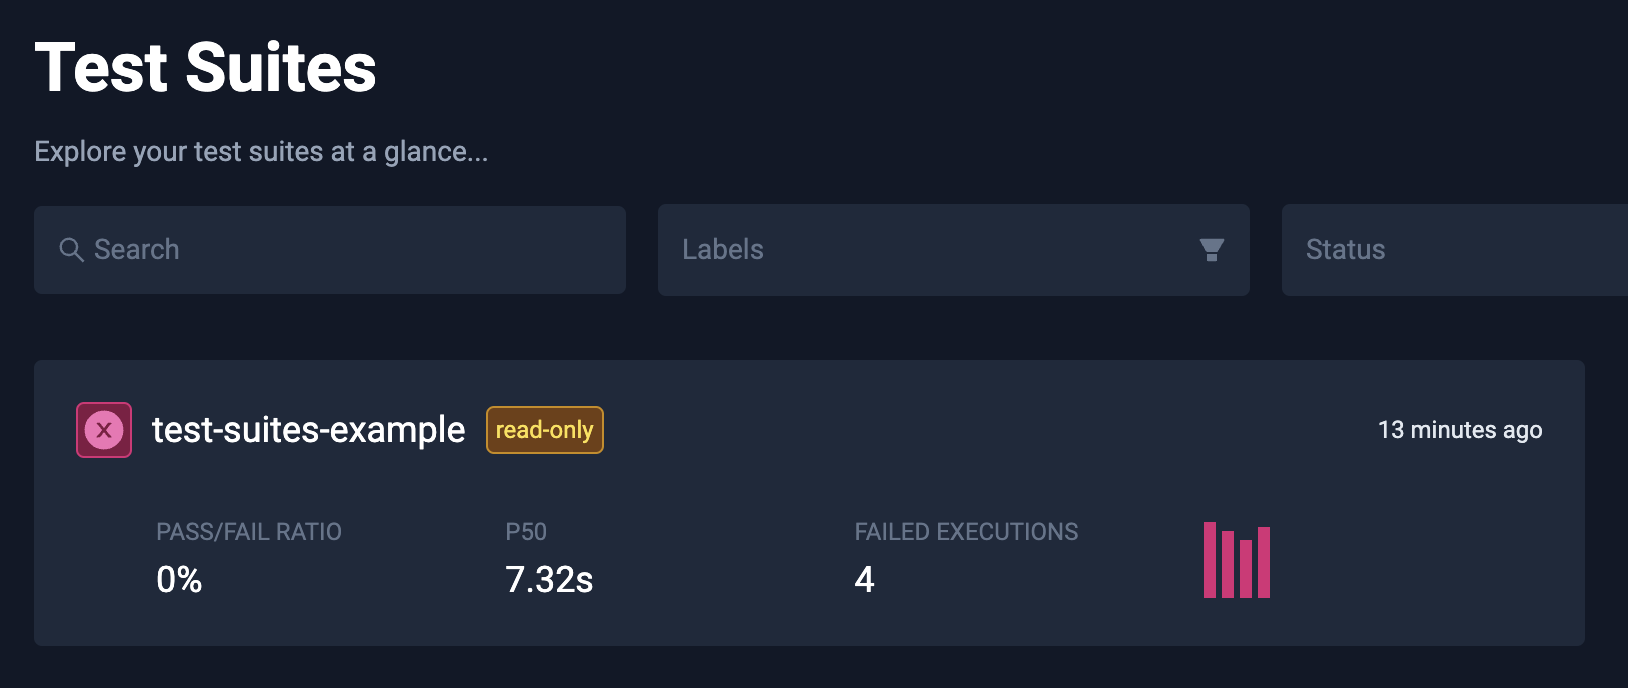 Test Suites
Explore your test suites at a glance...
Search
Labels
Status
x
test-suites-example
read-only
13 minutes ago
PASS/FAIL RATIO
P50
FAILED EXECUTIONS
0%
7.32s
4